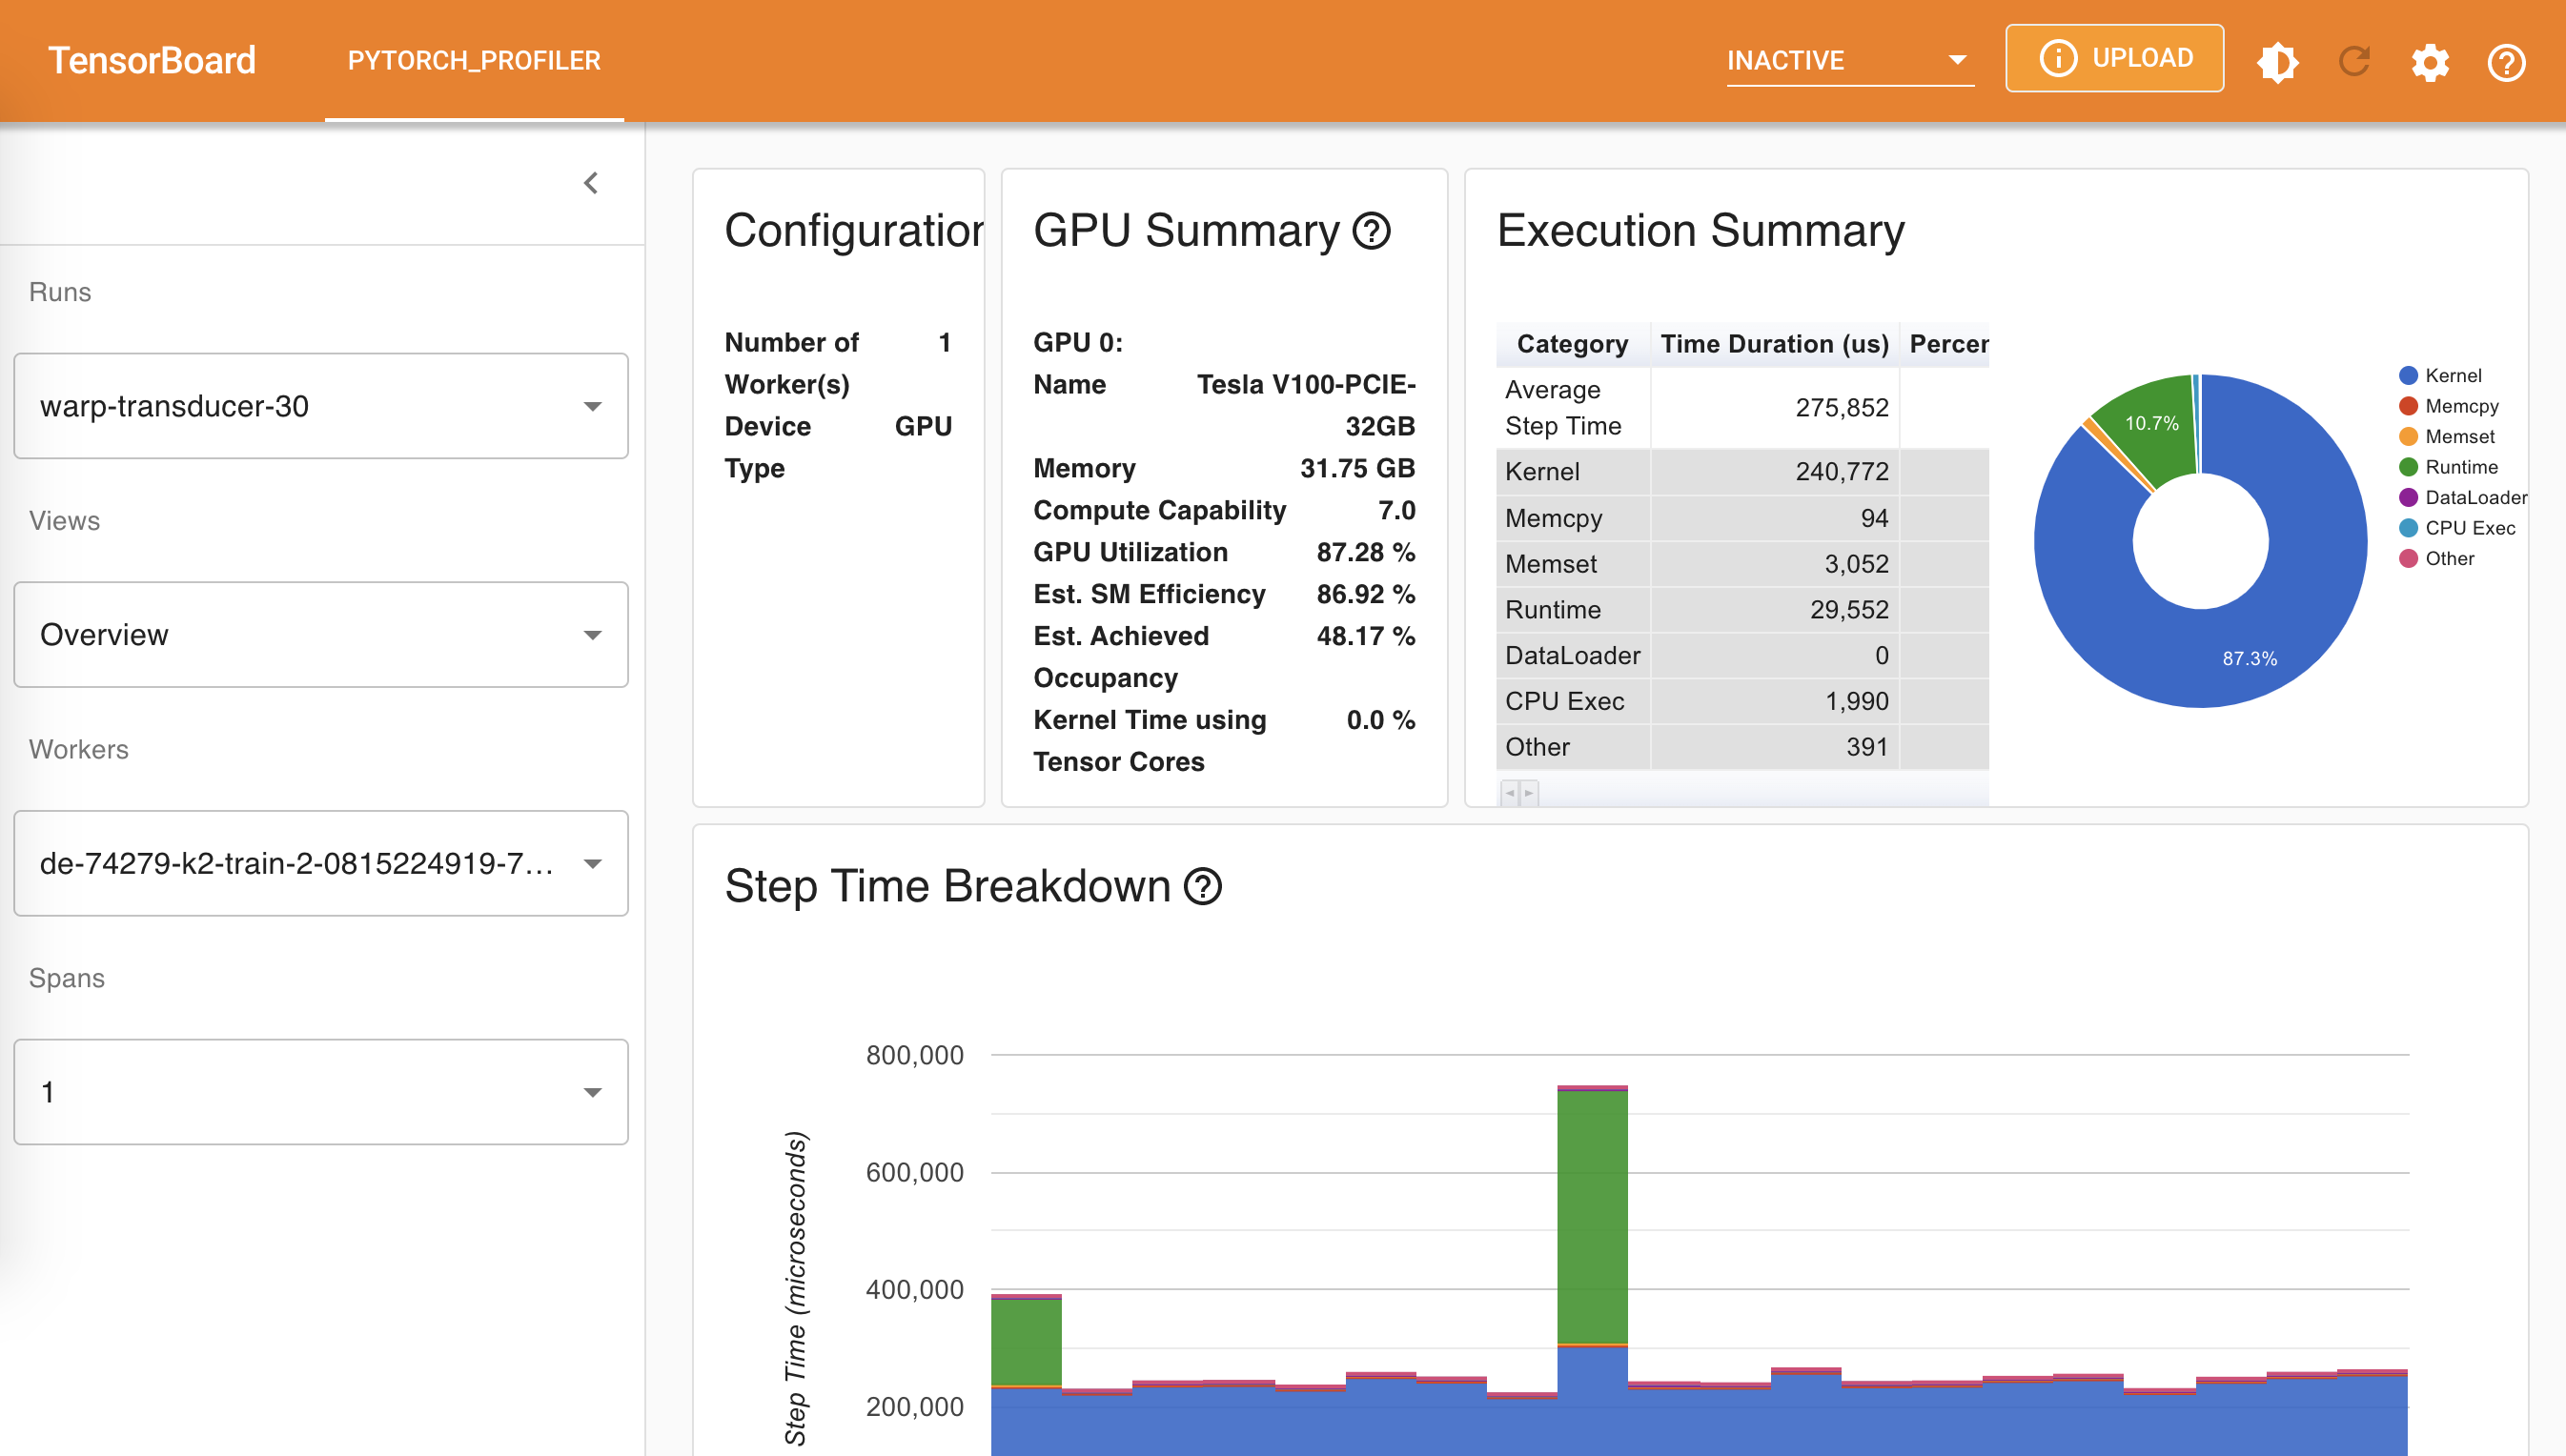 TensorBoard
PYTORCH_PROFILER
INACTIVE
UPLOAD
Runs
warp-transducer-30
Views
Overview
Workers
de-74279-k2-train-2-0815224919-7...
Spans
1
Configuration
Number of 1
Worker(s)
Device GPU
Type
GPU Summary
GPU 0:
Name Tesla V100-PCIE-
32GB
Memory 31.75 GB
Compute Capability 7.0
GPU Utilization 87.28 %
Est. SM Efficiency 86.92 %
Est. Achieved 48.17 %
Occupancy
Kernel Time using 0.0 %
Tensor Cores
Execution Summary
Category Time Duration (us) Percen
Average
Step Time 275,852
Kernel 240,772
Memcpy 94
Memset 3,052
Runtime 29,552
DataLoader 0
CPU Exec 1,990
Other 391
10.7%
87.3%
Kernel
Memcpy
Memset
Runtime
DataLoader
CPU Exec
Other
Step Time Breakdown
Step Time (microseconds)
800,000
600,000
400,000
200,000